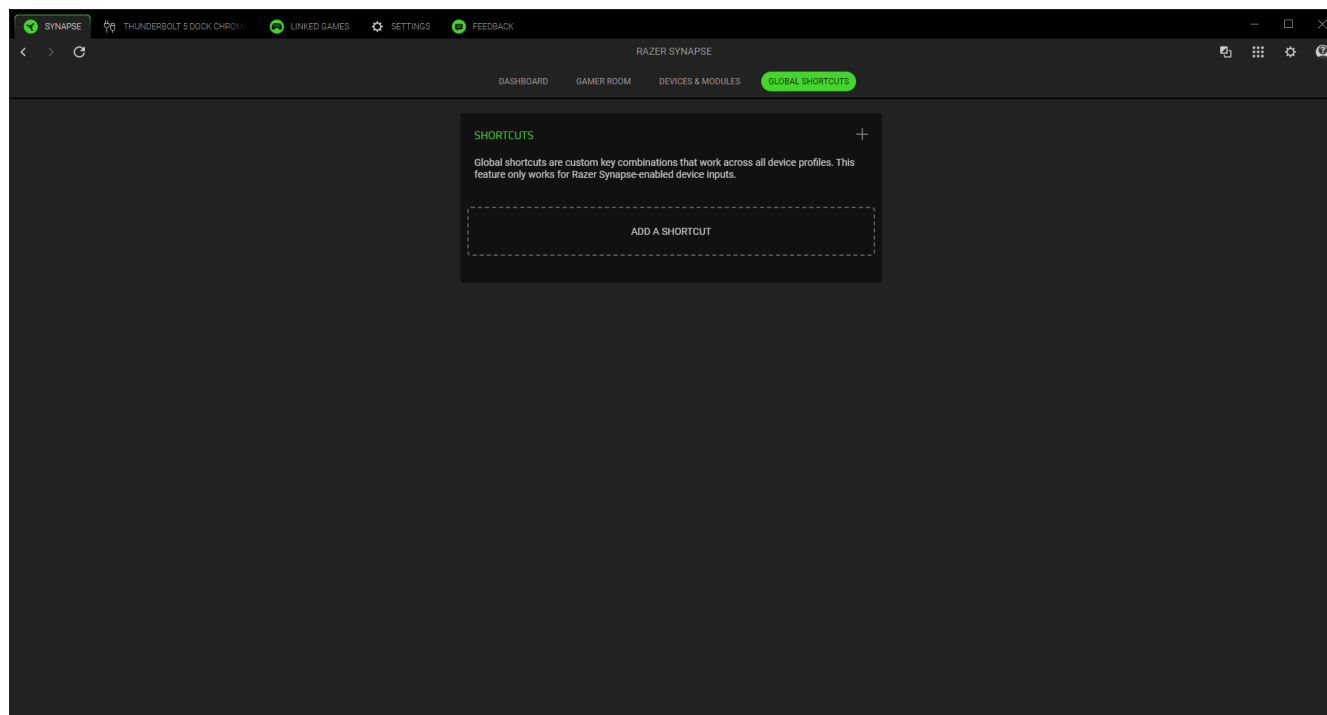 SYNAPSE THUNDERBOLT 5 DOCK CHROMA LINKED GAMES SETTINGS FEEDBACK
RAZER SYNAPSE
DASHBOARD GAMER ROOM DEVICES & MODULES GLOBAL SHORTCUTS
SHORTCUTS
Global shortcuts are custom key combinations that work across all device profiles. This
feature only works for Razer Synapse-enabled device inputs.
ADD A SHORTCUT